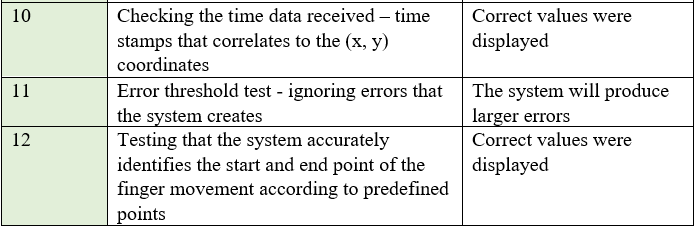 10
Checking the time data received – time
stamps that correlates to the (x, y)
coordinates
Correct values were
displayed
11
Error threshold test - ignoring errors that
the system creates
The system will produce
larger errors
12
Testing that the system accurately
identifies the start and end point of the
finger movement according to predefined
points
Correct values were
displayed